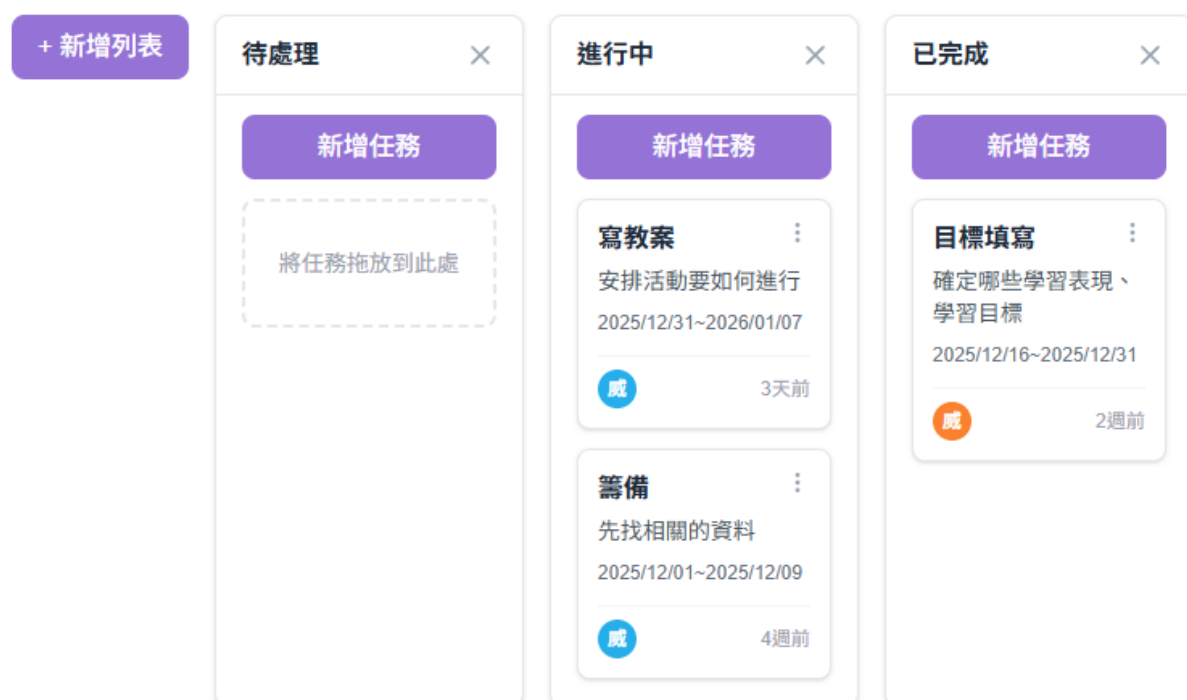 + 新增列表
待處理
新增任務
將任務拖放到此處
進行中
新增任務
寫教案
安排活動要如何進行
2025/12/31~2026/01/07
威
3天前
籌備
先找相關的資料
2025/12/01~2025/12/09
威
4週前
已完成
新增任務
目標填寫
確定哪些學習表現、
學習目標
2025/12/16~2025/12/31
威
2週前